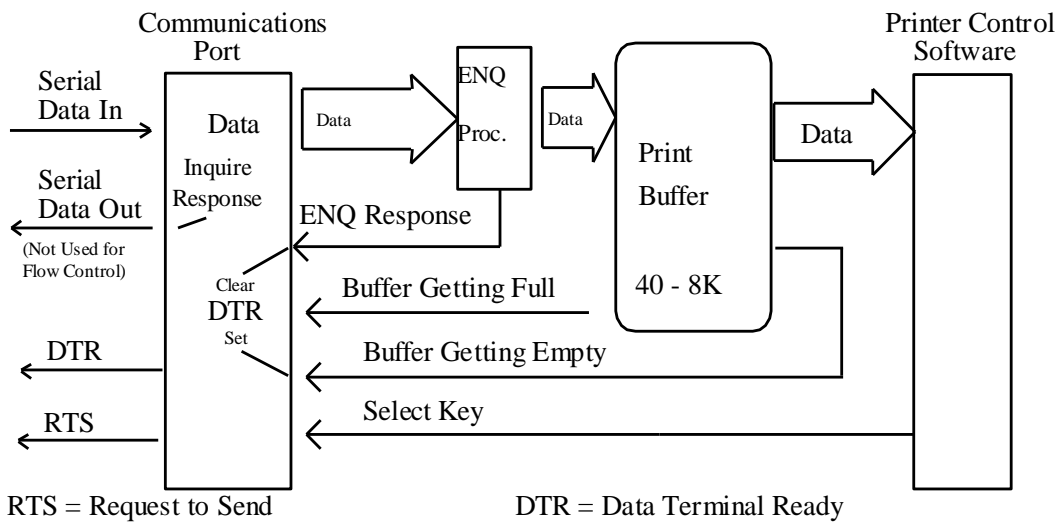 Communications
Port
Printer Control
Software
Serial
Data In
Data
Data
ENQ
Proc.
Data
Print
Buffer
40 - 8K
Data
Inquire
Response
Serial
Data Out
(Not Used for
Flow Control)
ENQ Response
Clear
DTR
Set
Buffer Getting Full
Buffer Getting Empty
DTR
Select Key
RTS
RTS = Request to Send
DTR = Data Terminal Ready